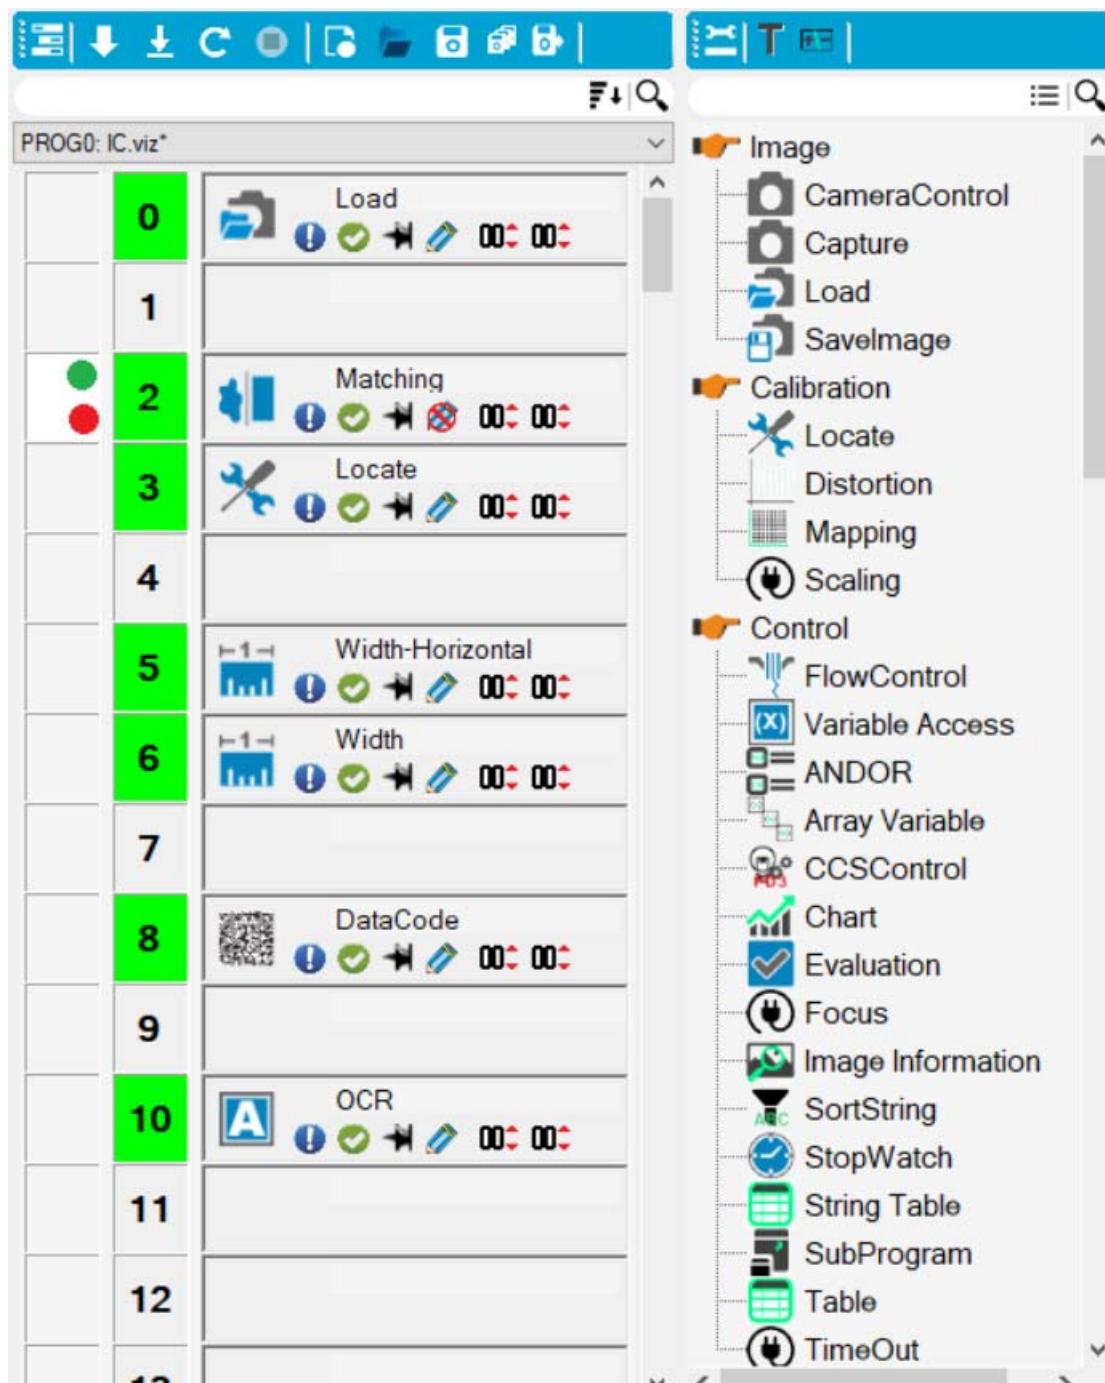 PROG0: IC.viz*
0
Load
00 00
1
2
Matching
00 00
3
Locate
00 00
4
5
Width-Horizontal
00 00
6
Width
00 00
7
8
DataCode
00 00
9
10
OCR
00 00
11
12
Image
CameraControl
Capture
Load
SaveImage
Calibration
Locate
Distortion
Mapping
Scaling
Control
FlowControl
(X) Variable Access
ANDOR
Array Variable
CCSControl
Chart
Evaluation
Focus
Image Information
SortString
StopWatch
String Table
SubProgram
Table
TimeOut